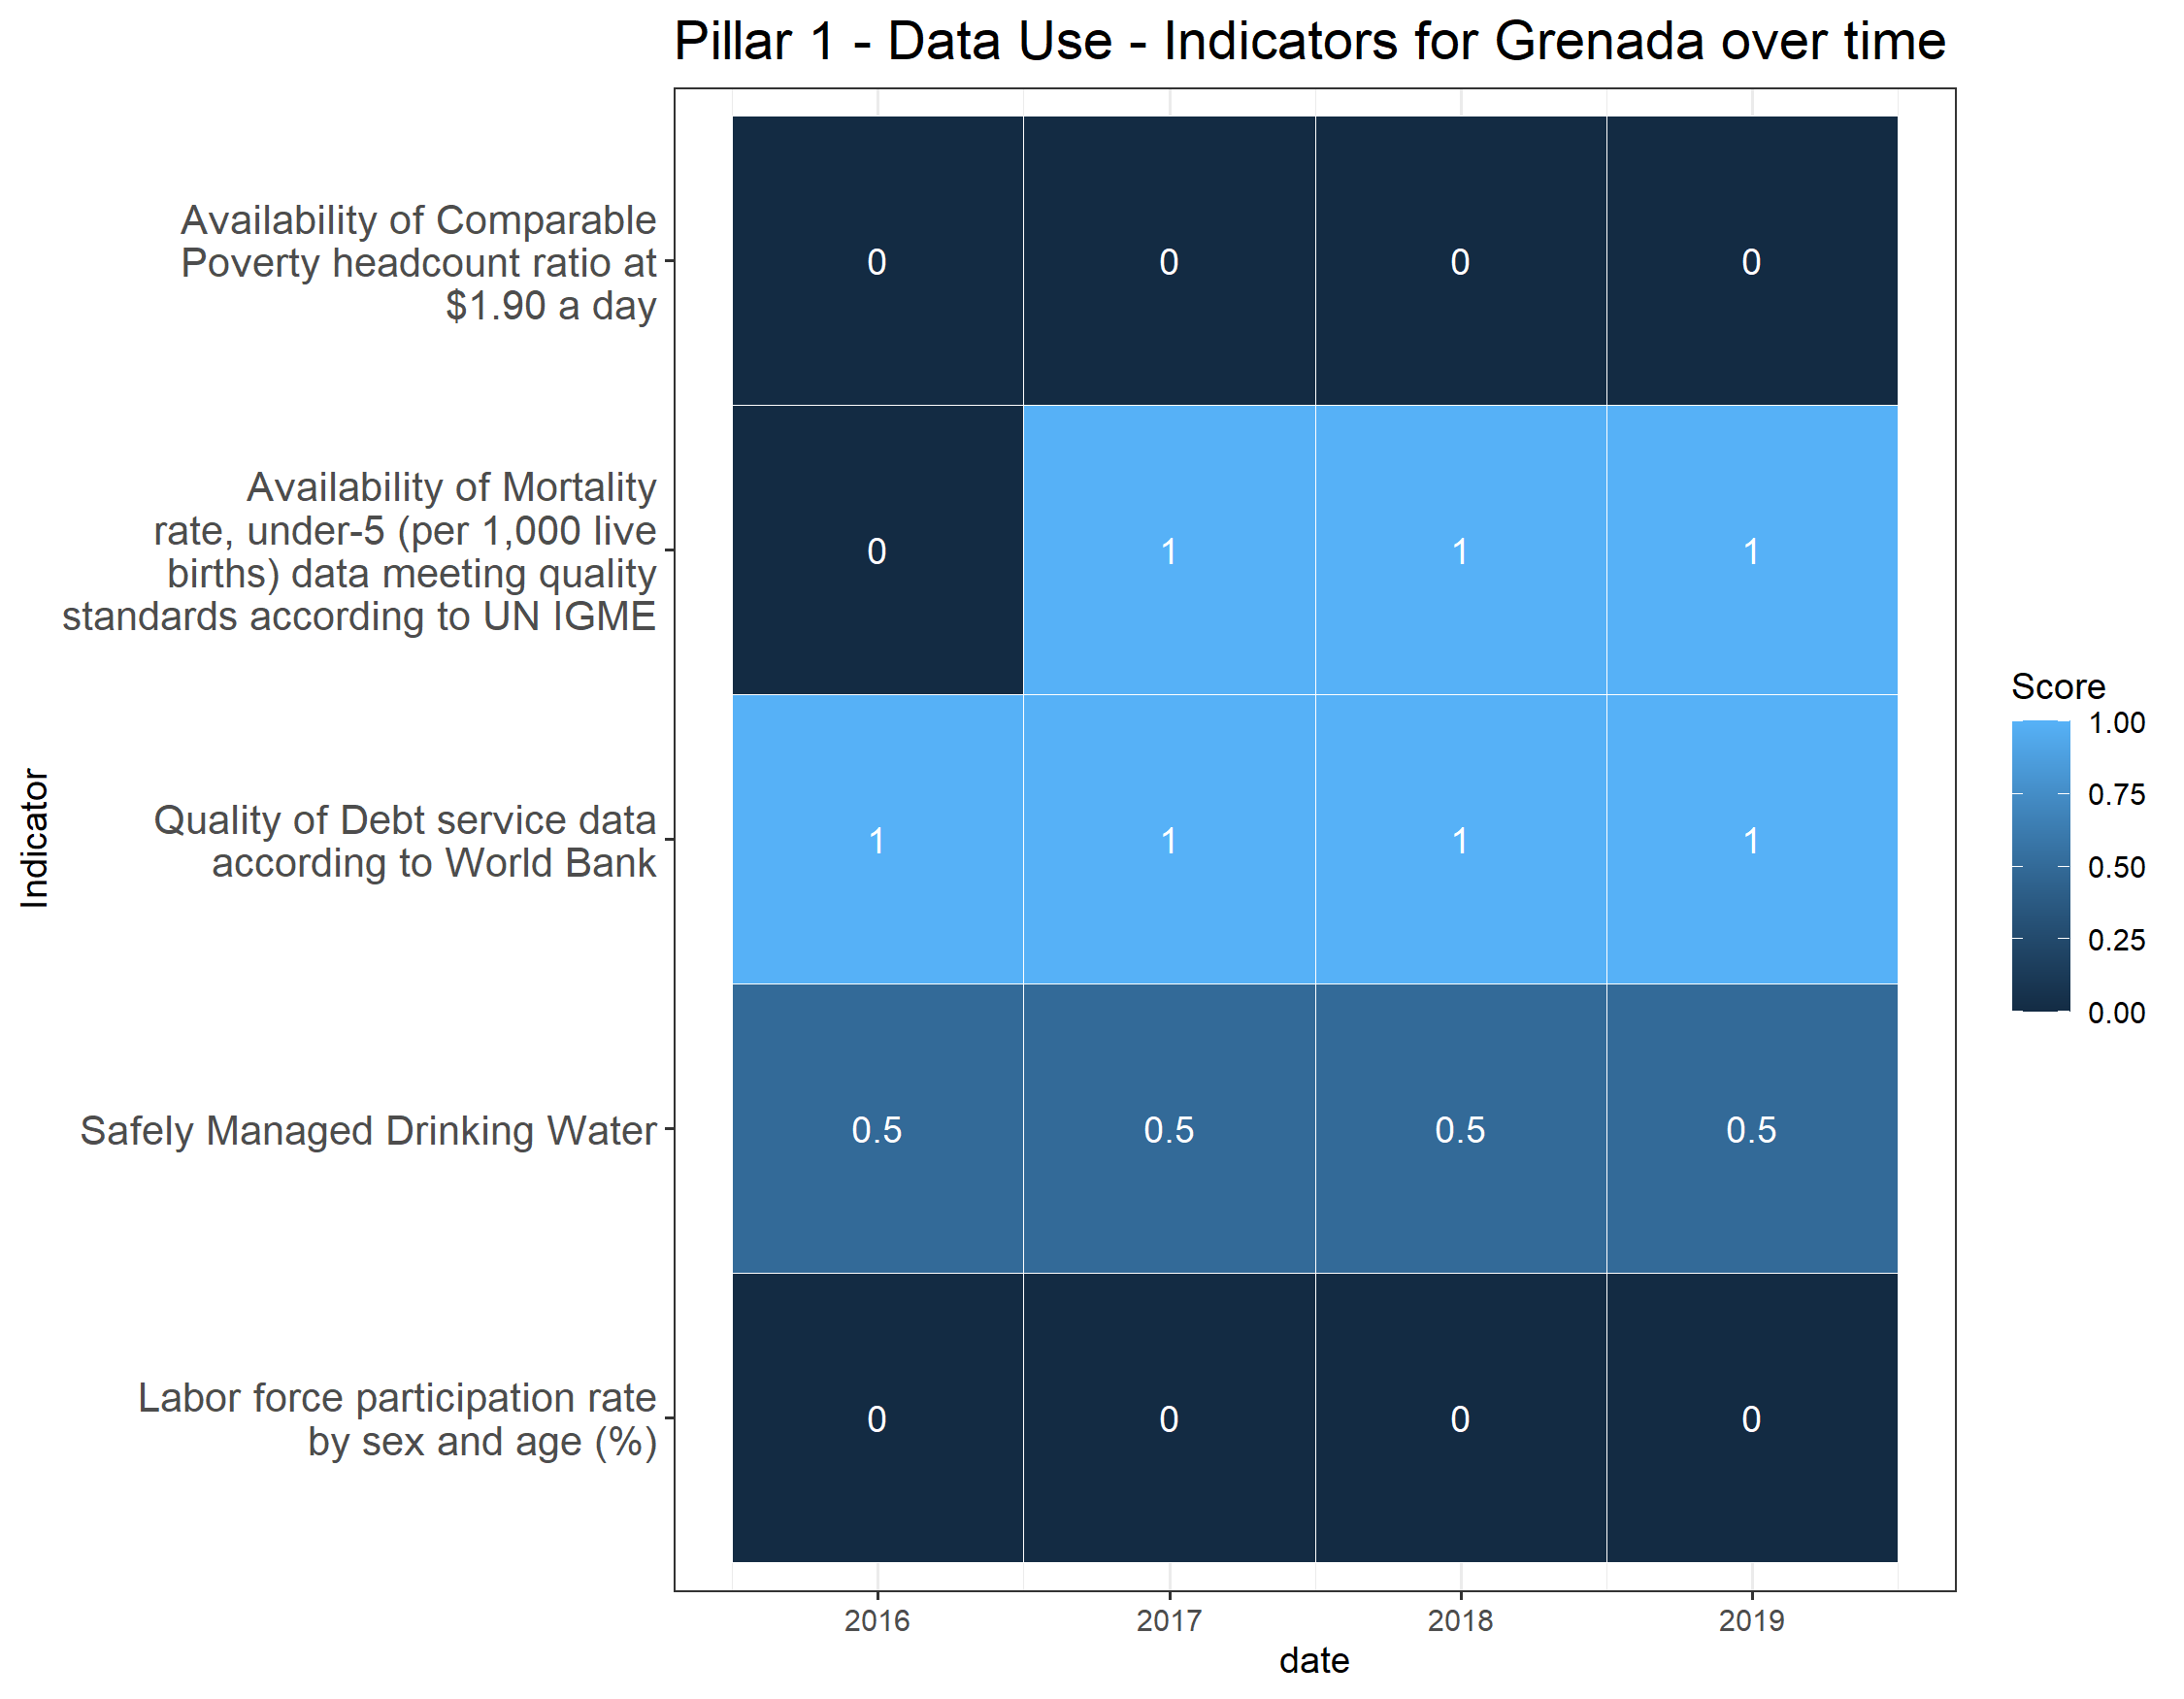 Pillar 1 - Data Use - Indicators for Grenada over time
Indicator
Availability of Comparable
Poverty headcount ratio at
$1.90 a day
0 0 0 0
Availability of Mortality
rate, under-5 (per 1,000 live
births) data meeting quality
standards according to UN IGME
0 1 1 1
Quality of Debt service data
according to World Bank
1 1 1 1
Safely Managed Drinking Water
0.5 0.5 0.5 0.5
Labor force participation rate
by sex and age (%)
0 0 0 0
2016 2017 2018 2019
date
Score
1.00
0.75
0.50
0.25
0.00